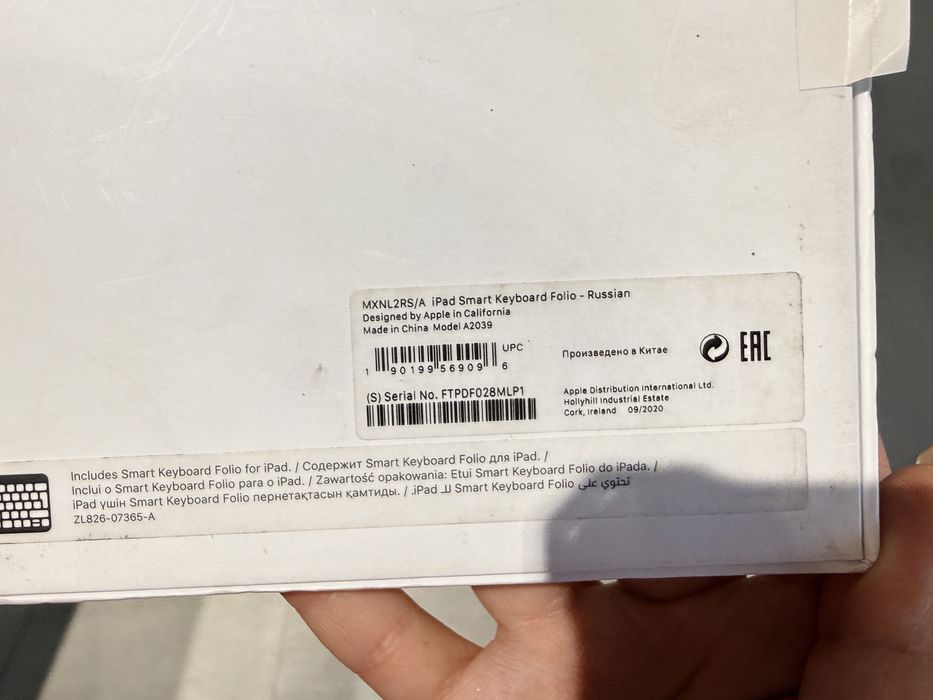 MXNL2RS/A iPad Smart Keyboard Folio - Russian
Designed by Apple in California
Made in China Model A2039
UPC
1 90199 56909 6
(S) Serial No. FTPDF028MLP1
Произведено в Китае
EAC
Apple Distribution International Ltd.
Hollyhill Industrial Estate
Cork, Ireland 09/2020
Includes Smart Keyboard Folio for iPad. / Содержит Smart Keyboard Folio для iPad. /
Inclui o Smart Keyboard Folio para o iPad. / Zawartość opakowania: Etui Smart Keyboard Folio do iPada. /
iPad үшін Smart Keyboard Folio пернетақтасын қамтиды. / .iPad لـ Smart Keyboard Folio تحتوي على
ZL826-07365-A